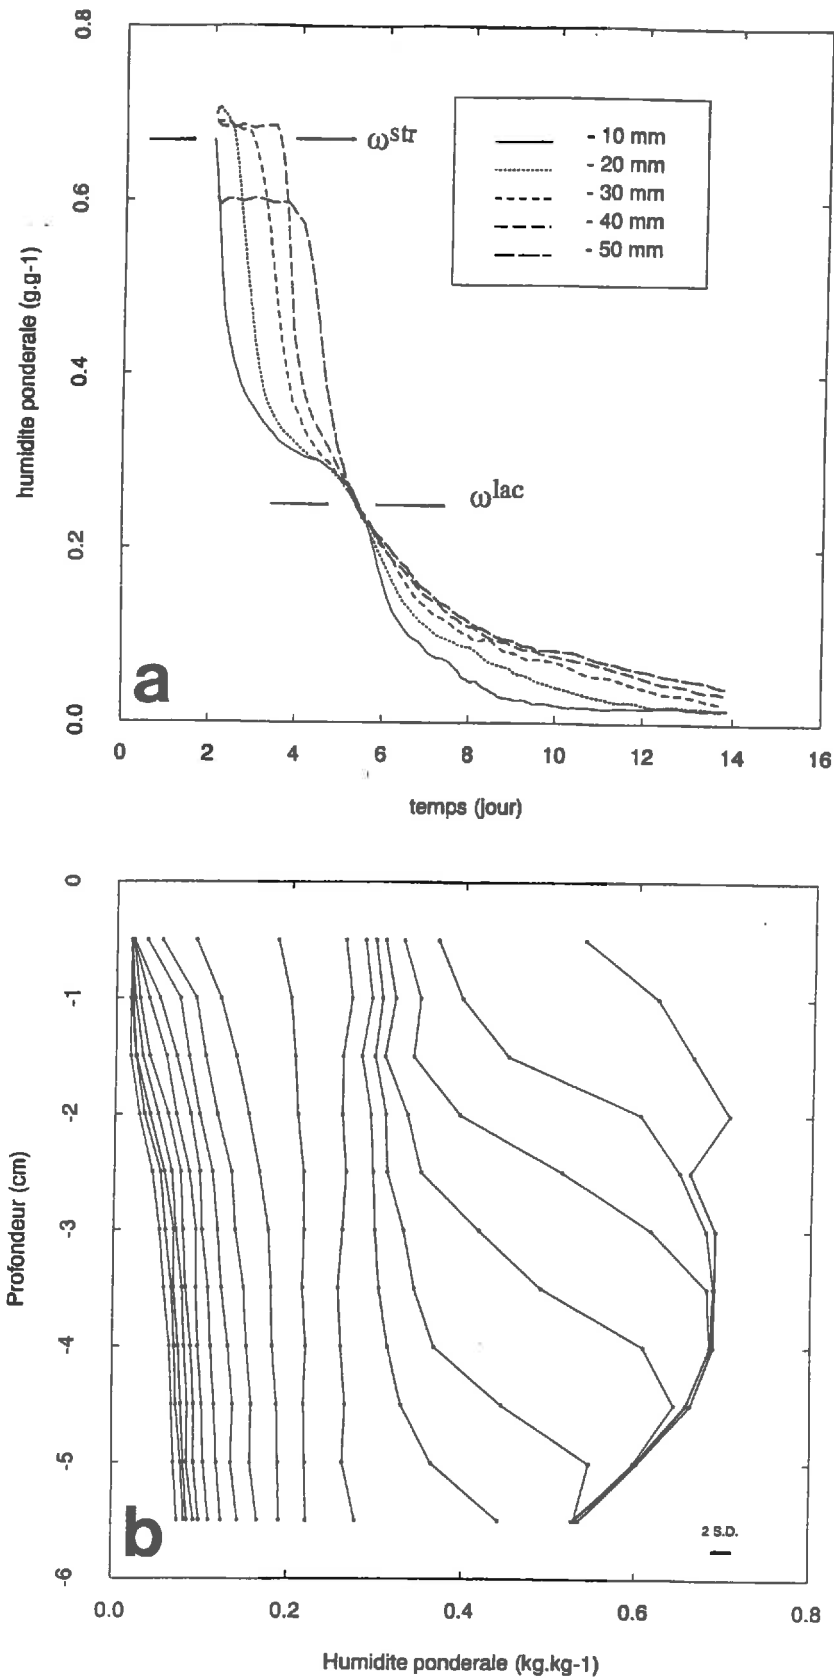 0.8
ω^str
- 10 mm
- 20 mm
- 30 mm
- 40 mm
- 50 mm
0.6
humidite ponderale (g.g-1)
0.4
ω^lac
0.2
a
0.0
0 2 4 6 8 10 12 14 16
temps (jour)
0
-1
-2
Profondeur (cm)
-3
-4
-5
b
2 S.D.
-6
0.0 0.2 0.4 0.6 0.8
Humidite ponderale (kg.kg-1)